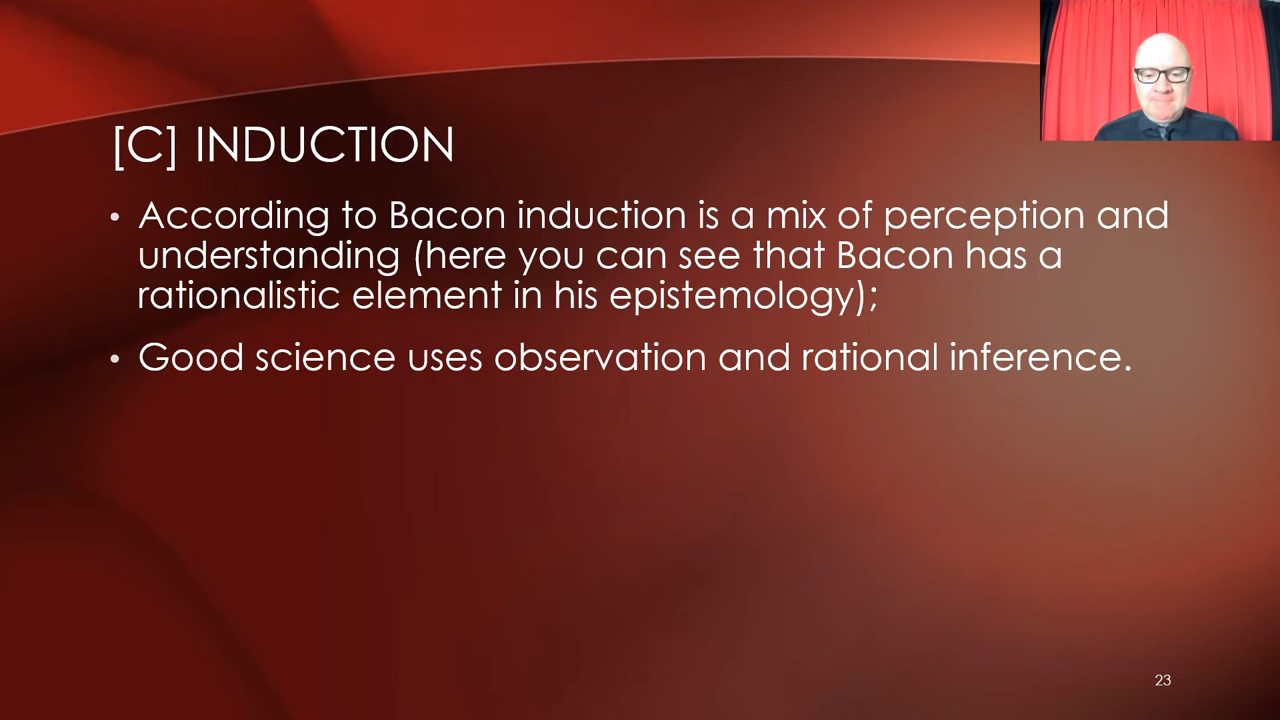 [C] INDUCTION
• According to Bacon induction is a mix of perception and
understanding (here you can see that Bacon has a
rationalistic element in his epistemology);
• Good science uses observation and rational inference.
23